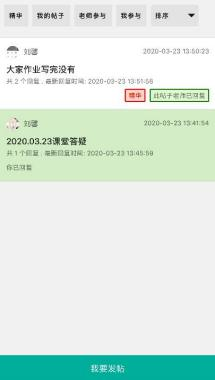 精华 我的帖子 老师参与 我参与 排序
刘馨 2020-03-23 13:50:23
大家作业写完没有
共 2 个回复 , 最新回复时间: 2020-03-23 13:51:58
精华 此帖子老师已回复
刘馨 2020-03-23 13:41:54
2020.03.23课堂答疑
共 1 个回复 , 最新回复时间: 2020-03-23 13:45:59
你已回复
我要发帖